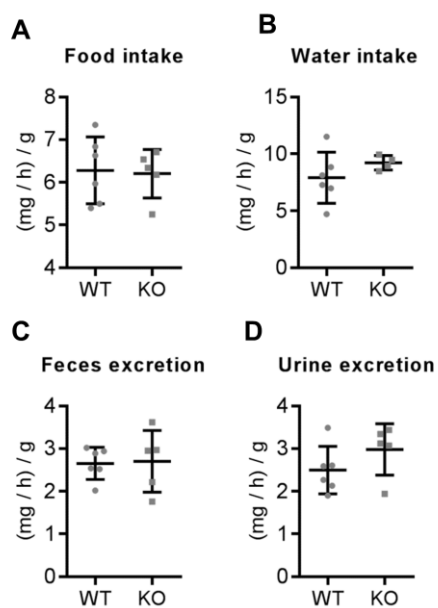 A
Food intake
(mg / h) / g
8
7
6
5
4
WT KO
B
Water intake
(mg / h) / g
15
10
5
0
WT KO
C
Feces excretion
(mg / h) / g
4
3
2
1
0
WT KO
D
Urine excretion
(mg / h) / g
4
3
2
1
0
WT KO